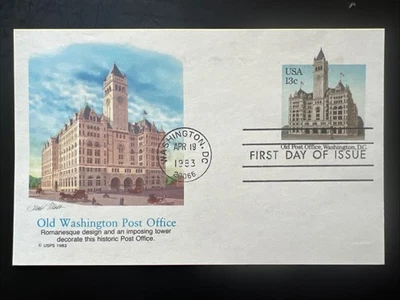 USA
13c
WASHINGTON, DC
APR 19
1983
20066
Old Post Office, Washington, D.C.
FIRST DAY OF ISSUE
Old Washington Post Office
Romanesque design and an imposing tower
decorate this historic Post Office.
© USPS 1983